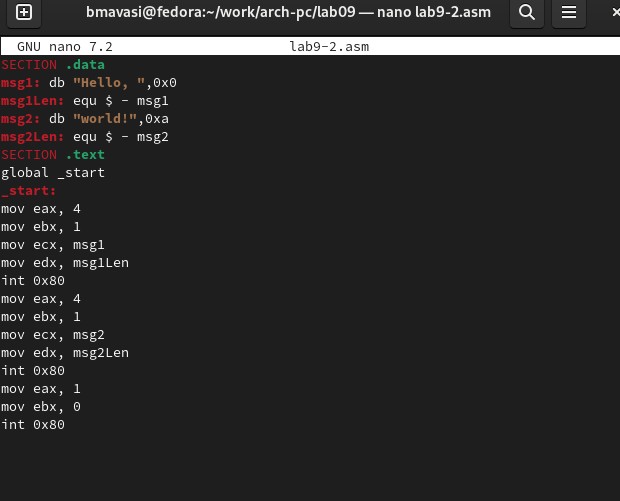 bmavasi@fedora:~/work/arch-pc/lab09 — nano lab9-2.asm
GNU nano 7.2 lab9-2.asm
SECTION .data
msg1: db "Hello, ",0x0
msg1Len: equ $ - msg1
msg2: db "world!",0xa
msg2Len: equ $ - msg2
SECTION .text
global _start
_start:
mov eax, 4
mov ebx, 1
mov ecx, msg1
mov edx, msg1Len
int 0x80
mov eax, 4
mov ebx, 1
mov ecx, msg2
mov edx, msg2Len
int 0x80
mov eax, 1
mov ebx, 0
int 0x80